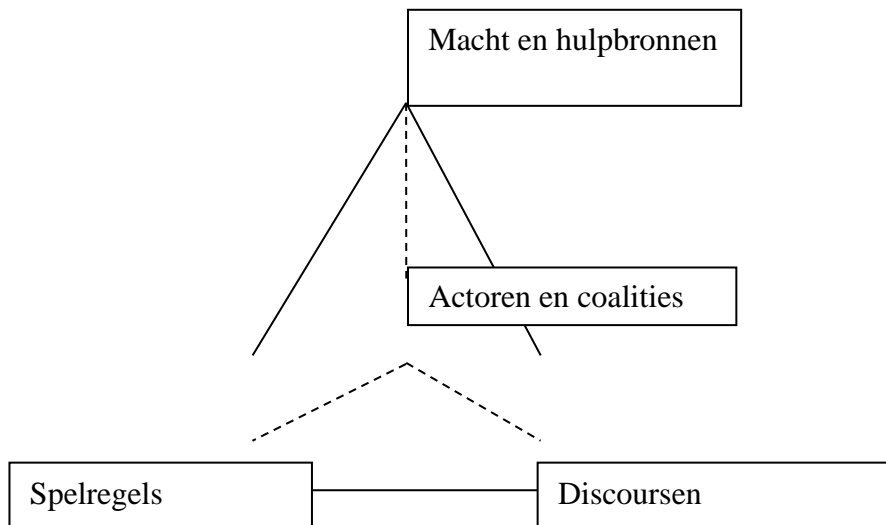 Macht en hulpbronnen
Actoren en coalities
Spelregels
Discoursen